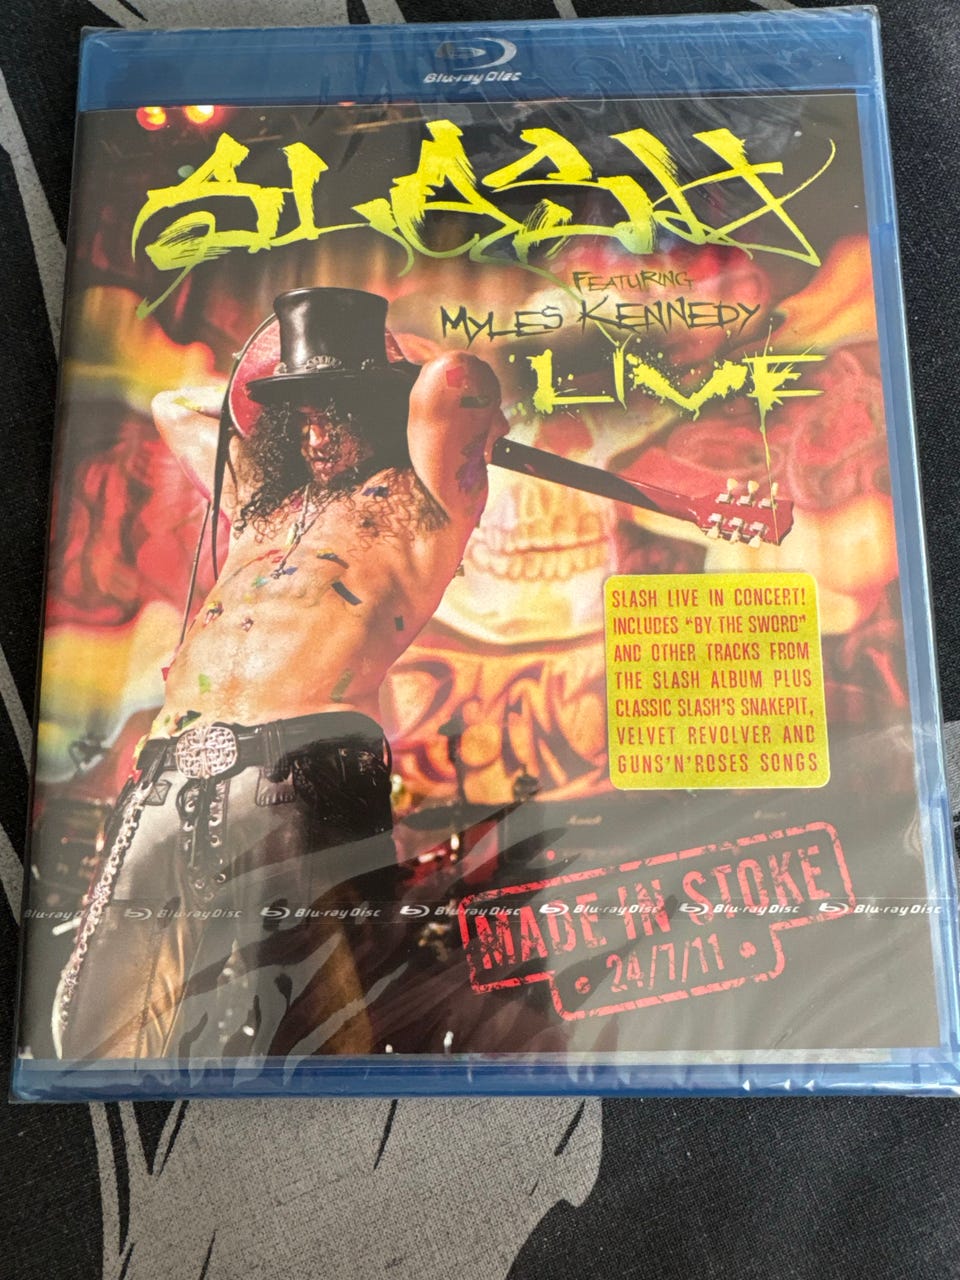 Blu-ray Disc
SLASH
FEATURING
MYLES KENNEDY
LIVE
SLASH LIVE IN CONCERT!
INCLUDES "BY THE SWORD"
AND OTHER TRACKS FROM
THE SLASH ALBUM PLUS
CLASSIC SLASH'S SNAKEPIT,
VELVET REVOLVER AND
GUNS'N'ROSES SONGS
MADE IN STOKE
24/7/11
Blu-ray Disc Blu-ray Disc Blu-ray Disc Blu-ray Disc Blu-ray Disc Blu-ray Disc Blu-ray Disc